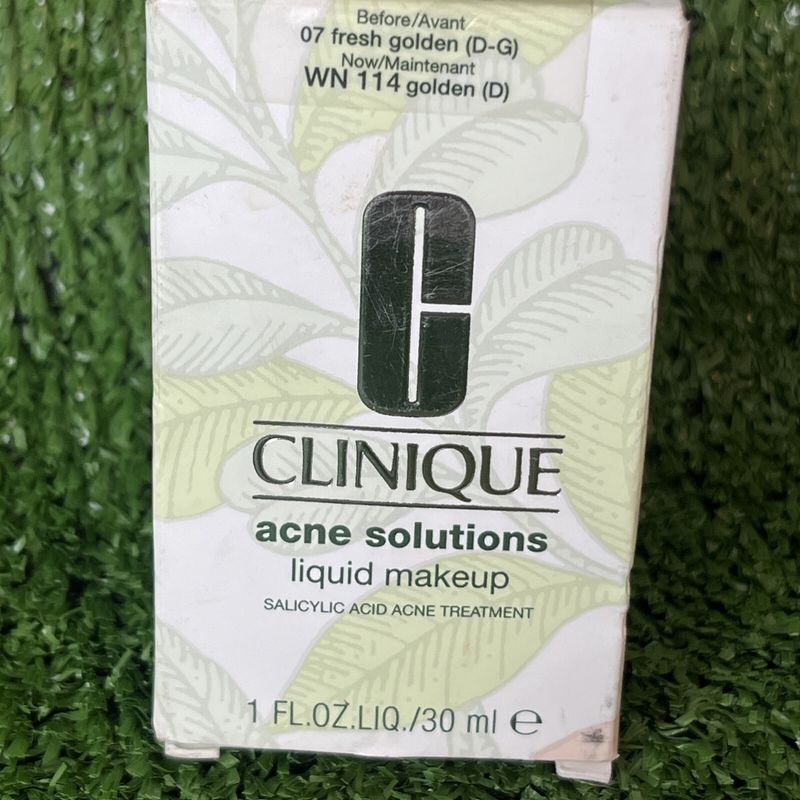 Before/Avant
07 fresh golden (D-G)
Now/Maintenant
WN 114 golden (D)
CLINIQUE
acne solutions
liquid makeup
SALICYLIC ACID ACNE TREATMENT
1 FL.OZ.LIQ./30 ml ℮